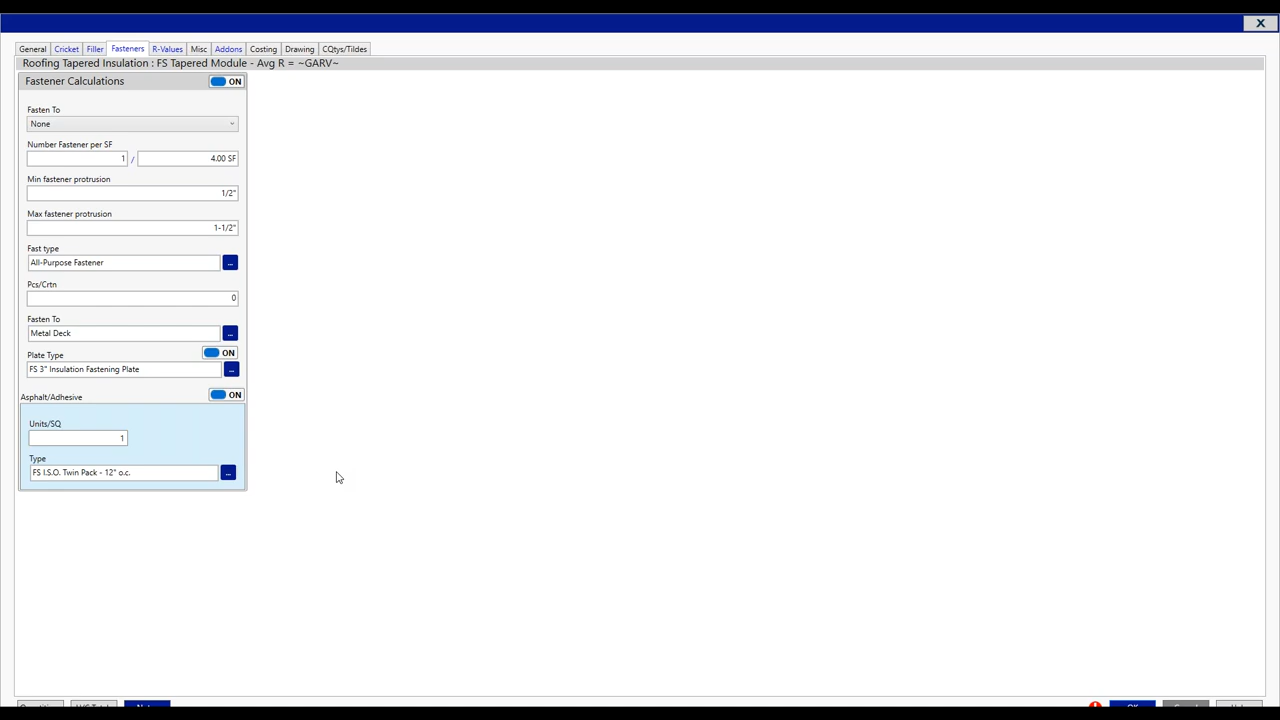 X
General Cricket Filler Fasteners R-Values Misc Addons Costing Drawing CQtys/Tildes
Roofing Tapered Insulation : FS Tapered Module - Avg R = ~GARV~
Fastener Calculations ON
Fasten To
None
Number Fastener per SF
1 / 4.00 SF
Min fastener protrusion
1/2"
Max fastener protrusion
1-1/2"
Fast type
All-Purpose Fastener ...
Pcs/Crtn
0
Fasten To
Metal Deck ...
Plate Type ON
FS 3" Insulation Fastening Plate ...
Asphalt/Adhesive ON
Units/SQ
1
Type
FS I.S.O. Twin Pack - 12" o.c. ...